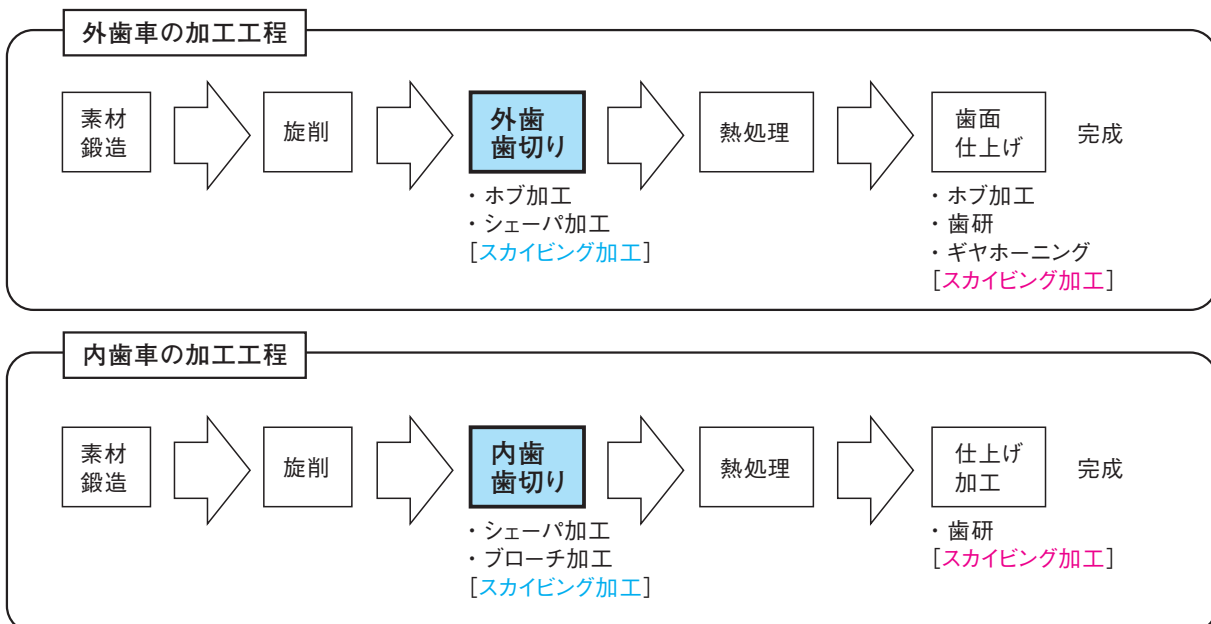 外歯車の加工工程
素材
鍛造
旋削
外歯
歯切り
・ホブ加工
・シェーパ加工
[スカイビング加工]
熱処理
歯面
仕上げ
・ホブ加工
・歯研
・ギヤホーニング
[スカイビング加工]
完成
内歯車の加工工程
素材
鍛造
旋削
内歯
歯切り
・シェーパ加工
・ブローチ加工
[スカイビング加工]
熱処理
仕上げ
加工
・歯研
[スカイビング加工]
完成